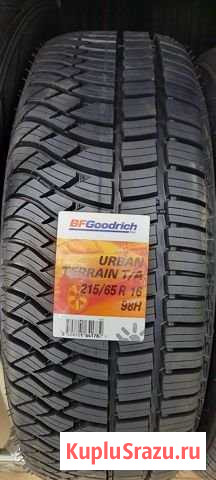 BFGoodrich
URBAN
TERRAIN T/A
215/65 R 16
98H
KupluSrazu.ru